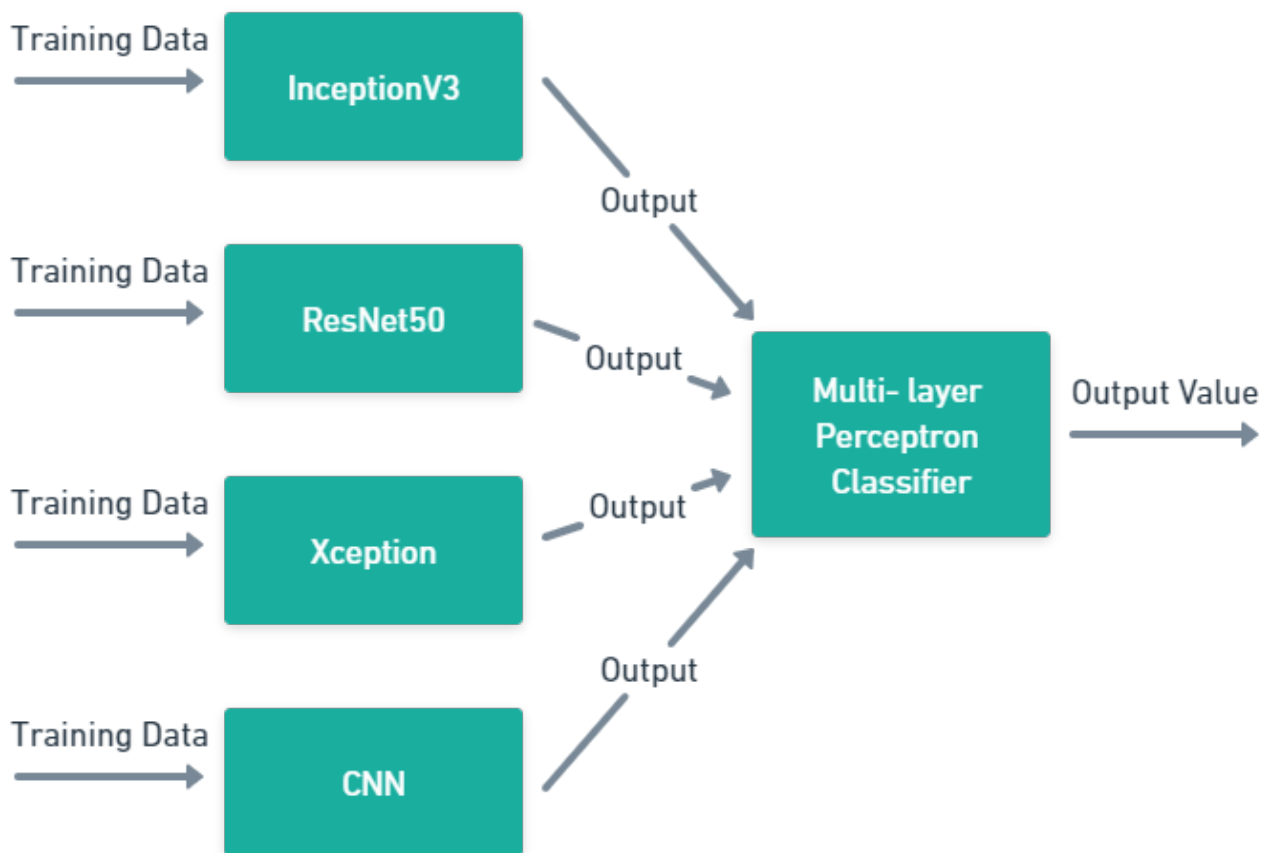 Training Data
InceptionV3
Output
Training Data
ResNet50
Output
Multi- layer
Perceptron
Classifier
Output Value
Training Data
Xception
Output
Training Data
CNN
Output